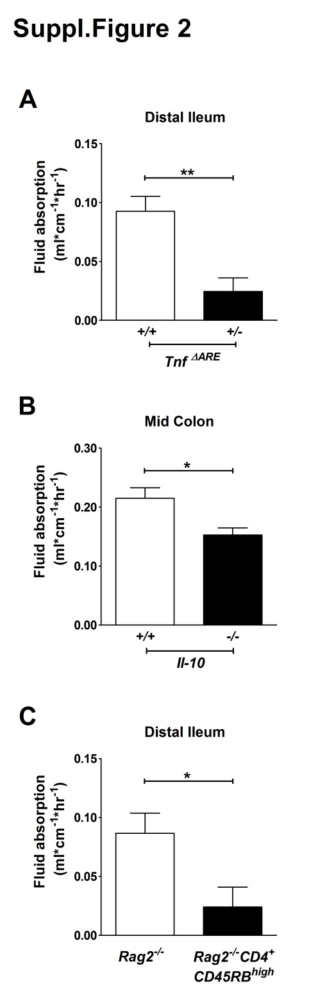 Suppl.Figure 2
A
Distal Ileum
Fluid absorption
(ml*cm⁻¹*hr⁻¹)
0.15
0.10
0.05
0.00
**
+/+ +/-
Tnf ΔARE
B
Mid Colon
Fluid absorption
(ml*cm⁻¹*hr⁻¹)
0.30
0.20
0.10
0.00
*
+/+ -/-
Il-10
C
Distal Ileum
Fluid absorption
(ml*cm⁻¹*hr⁻¹)
0.15
0.10
0.05
0.00
*
Rag2⁻/⁻ Rag2⁻/⁻CD4⁺
CD45RBhigh